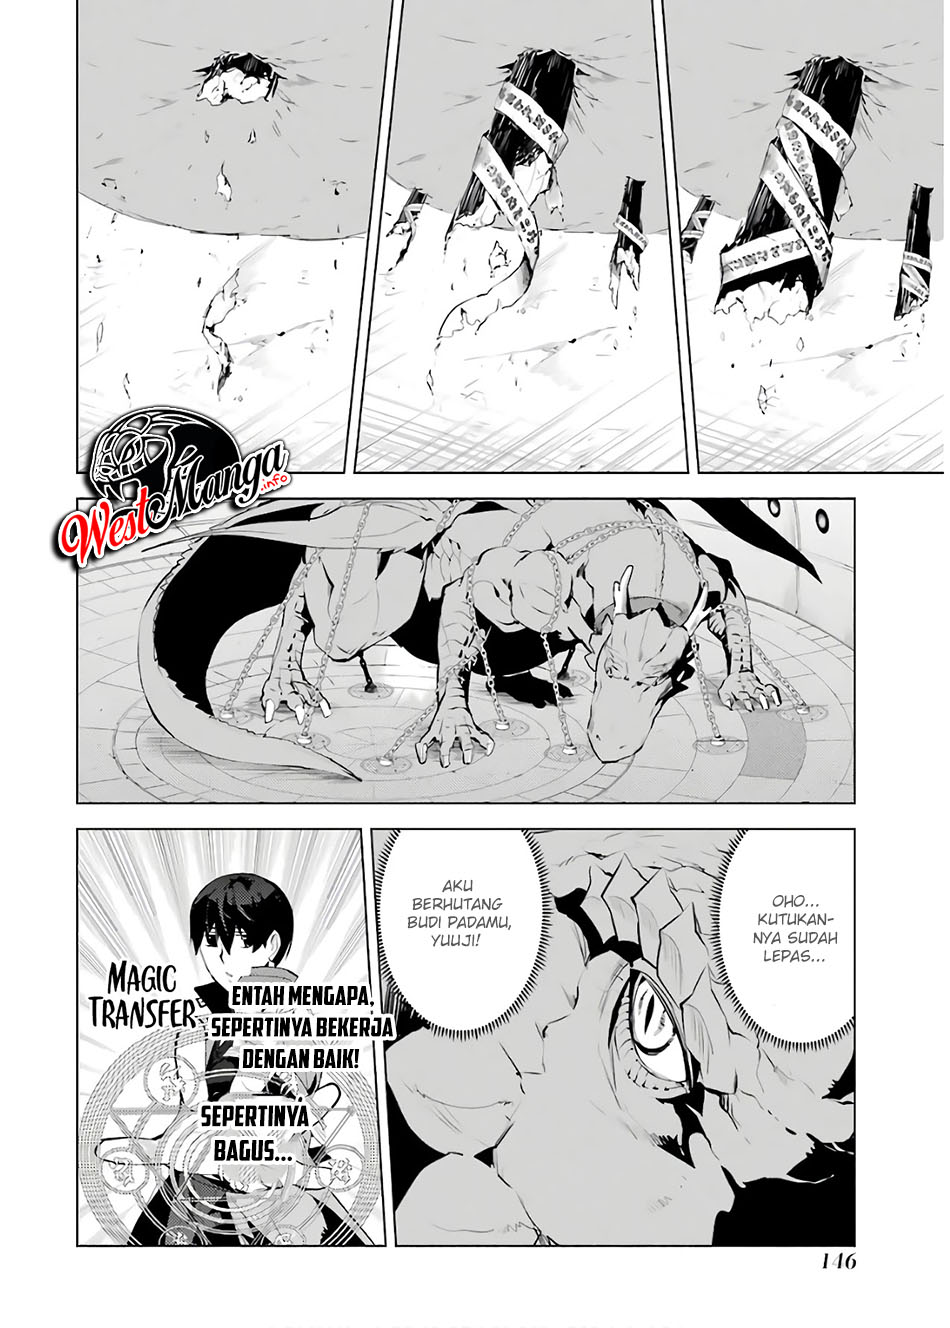 WestManga
.info
OHO...
KUTUKAN-
NYA SUDAH
LEPAS...
AKU
BERHUTANG
BUDI PADAMU,
YUUJI!
MAGIC
TRANSFER
ENTAH MENGAPA,
SEPERTINYA BEKERJA
DENGAN BAIK!
SEPERTINYA
BAGUS...
146